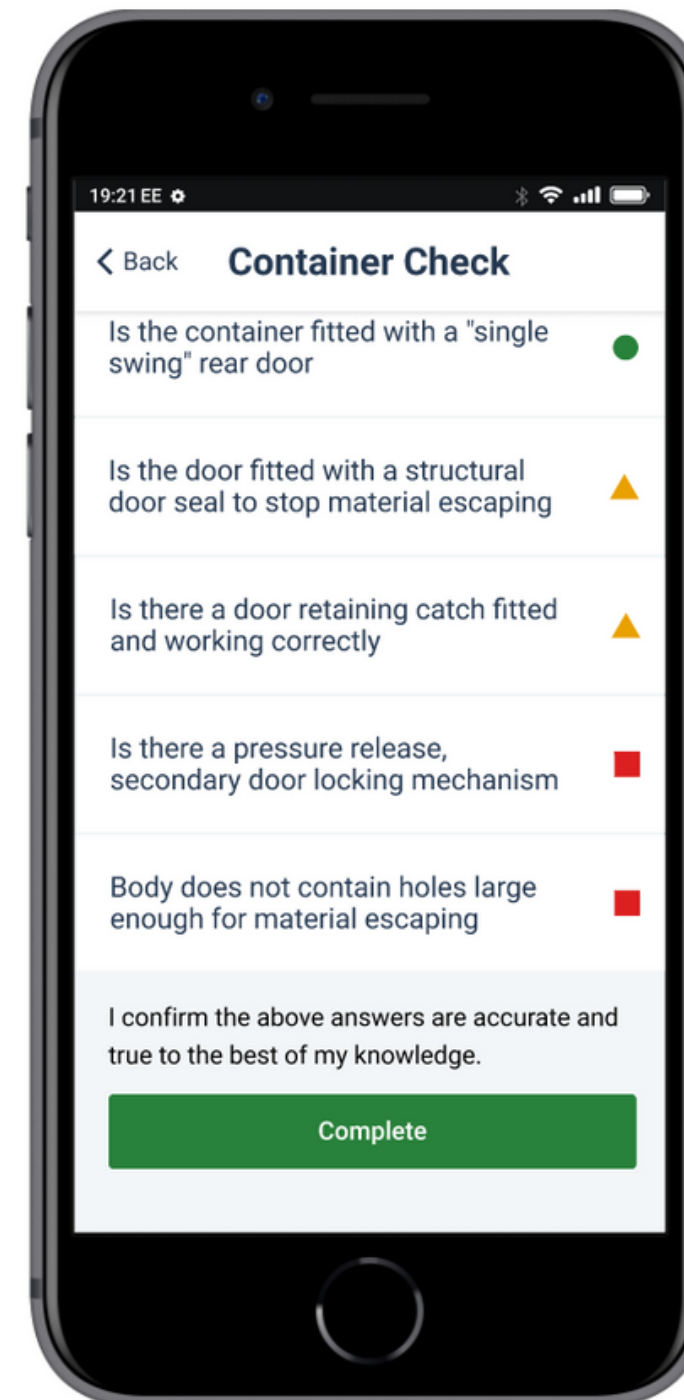 19:21 EE
Back
Container Check
Is the container fitted with a "single
swing" rear door
Is the door fitted with a structural
door seal to stop material escaping
Is there a door retaining catch fitted
and working correctly
Is there a pressure release,
secondary door locking mechanism
Body does not contain holes large
enough for material escaping
I confirm the above answers are accurate and
true to the best of my knowledge.
Complete